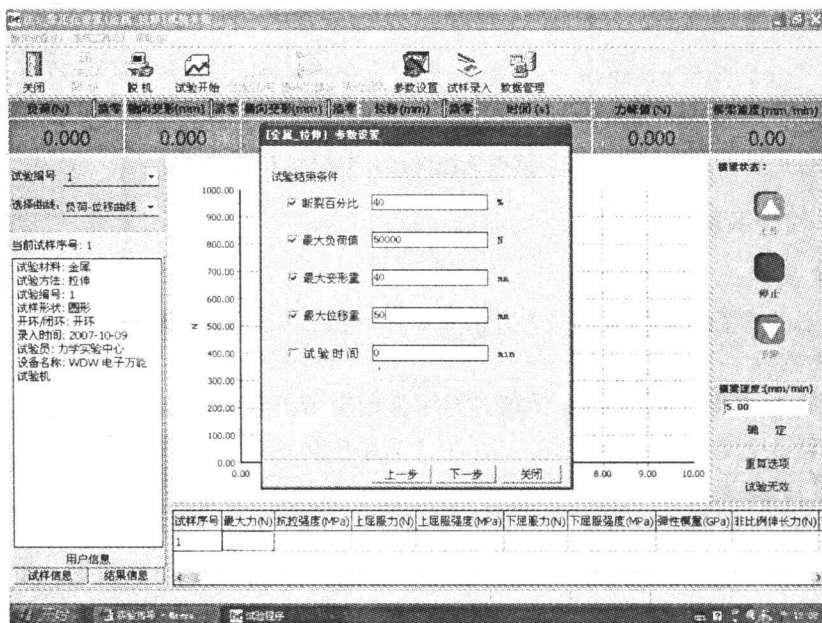 正在设置[金属_拉伸]试验参数
关闭 脱机 试验开始 参数设置 试样录入 数据管理
负荷(N) 清零 轴向变形(mm) 清零 横向变形(mm) 清零 位移(mm) 清零 时间(s) 力峰值(N) 横梁速度(mm/min)
0.000 0.000 0.000 0.00
试验编号 1
选择曲线: 负荷-位移曲线
当前试样序号: 1
试验材料: 金属
试验方法: 拉伸
试验编号: 1
试样形状: 圆形
开环/闭环: 开环
录入时间: 2007-10-09
试验员: 力学实验中心
设备名称: WDW 电子万能
试验机
用户信息
试样信息 结果信息
1000.00
900.00
800.00
700.00
600.00
N 500.00
400.00
300.00
200.00
100.00
0.00
0.00 8.00 9.00 10.00
[金属_拉伸] 参数设置
试验结束条件
断裂百分比 40 %
最大负荷值 50000 N
最大变形量 40 mm
最大位移量 50 mm
试验时间 0 min
上一步 下一步 关闭
横梁状态:
上升
停止
下降
横梁速度:(mm/min)
5.00
确 定
重算选项
试验无效
试样序号 最大力(N) 抗拉强度(MPa) 上屈服力(N) 上屈服强度(MPa) 下屈服力(N) 下屈服强度(MPa) 弹性模量(GPa) 非比例伸长力(N)
1
开始 试验程序